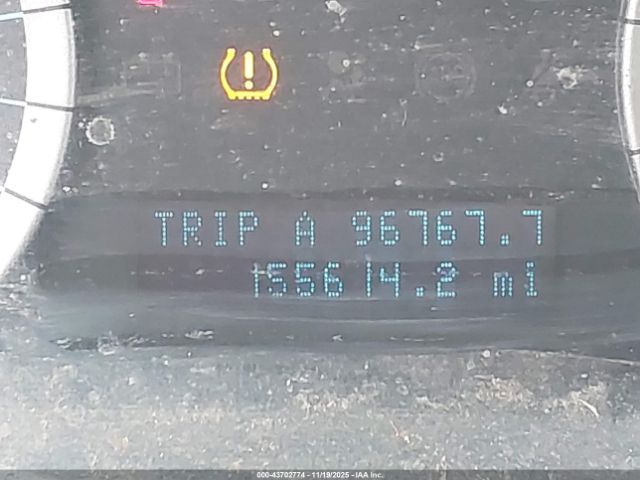 TRIP A 96767.7
155614.2 mi
000-43702774 - 11/19/2025 - IAA Inc.